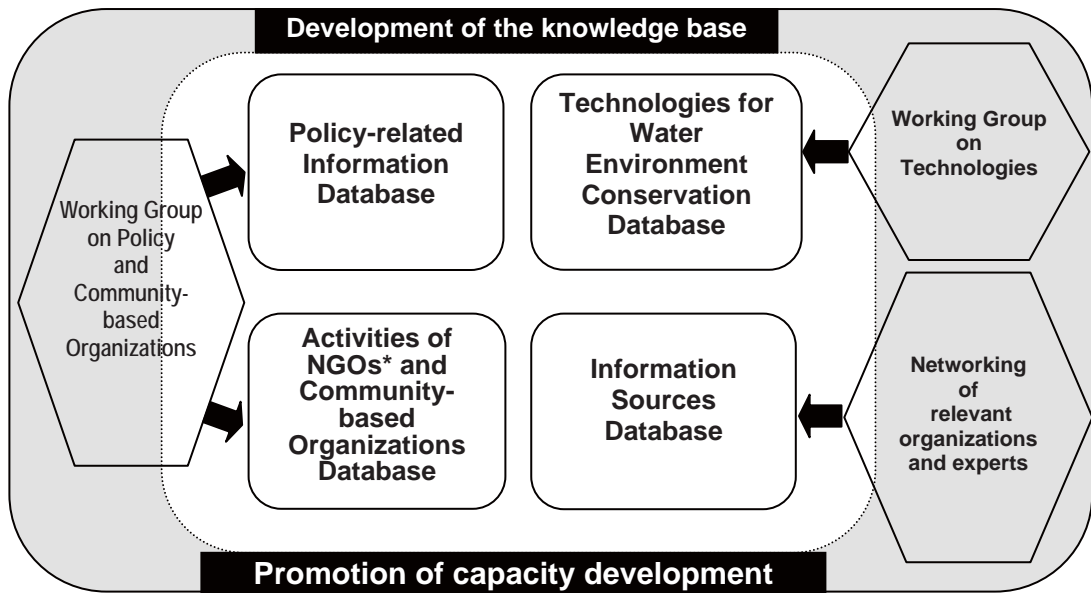 Development of the knowledge base
Policy-related
Information
Database
Technologies for
Water
Environment
Conservation
Database
Working Group
on
Technologies
Working Group
on Policy
and
Community-
based
Organizations
Activities of
NGOs* and
Community-
based
Organizations
Database
Information
Sources
Database
Networking
of
relevant
organizations
and experts
Promotion of capacity development